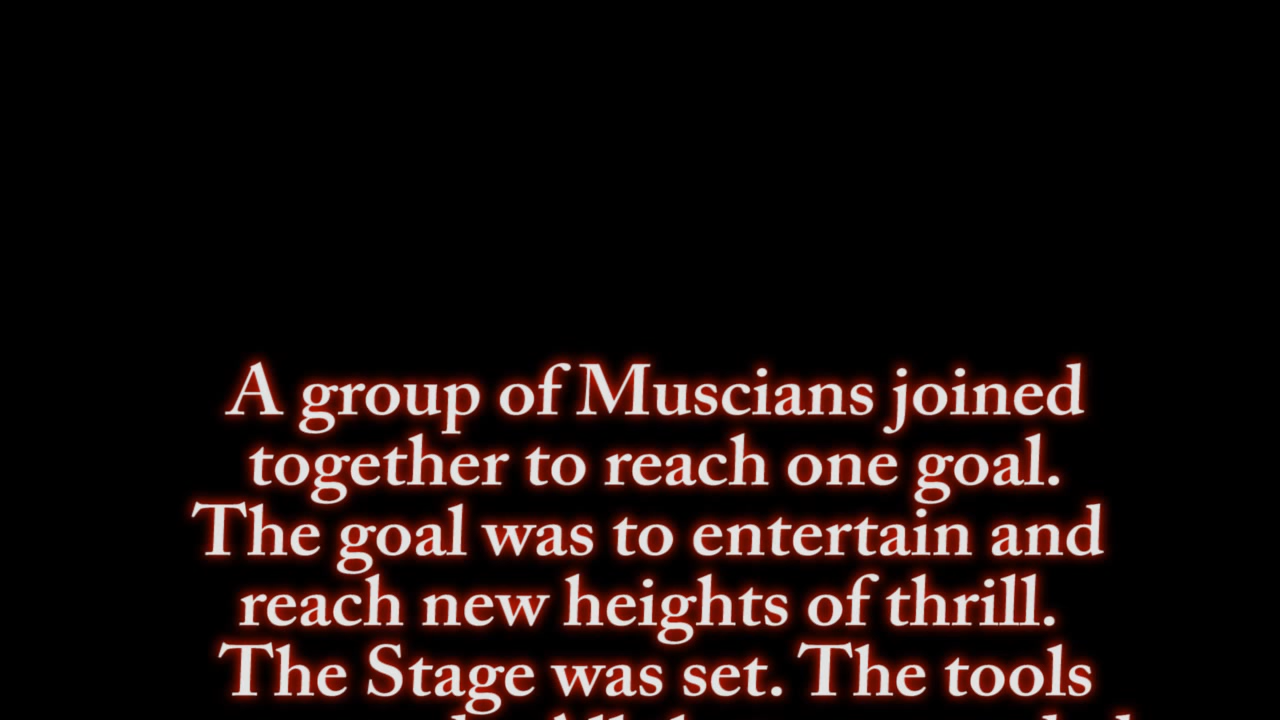 A group of Muscians joined
together to reach one goal.
The goal was to entertain and
reach new heights of thrill.
The Stage was set. The tools